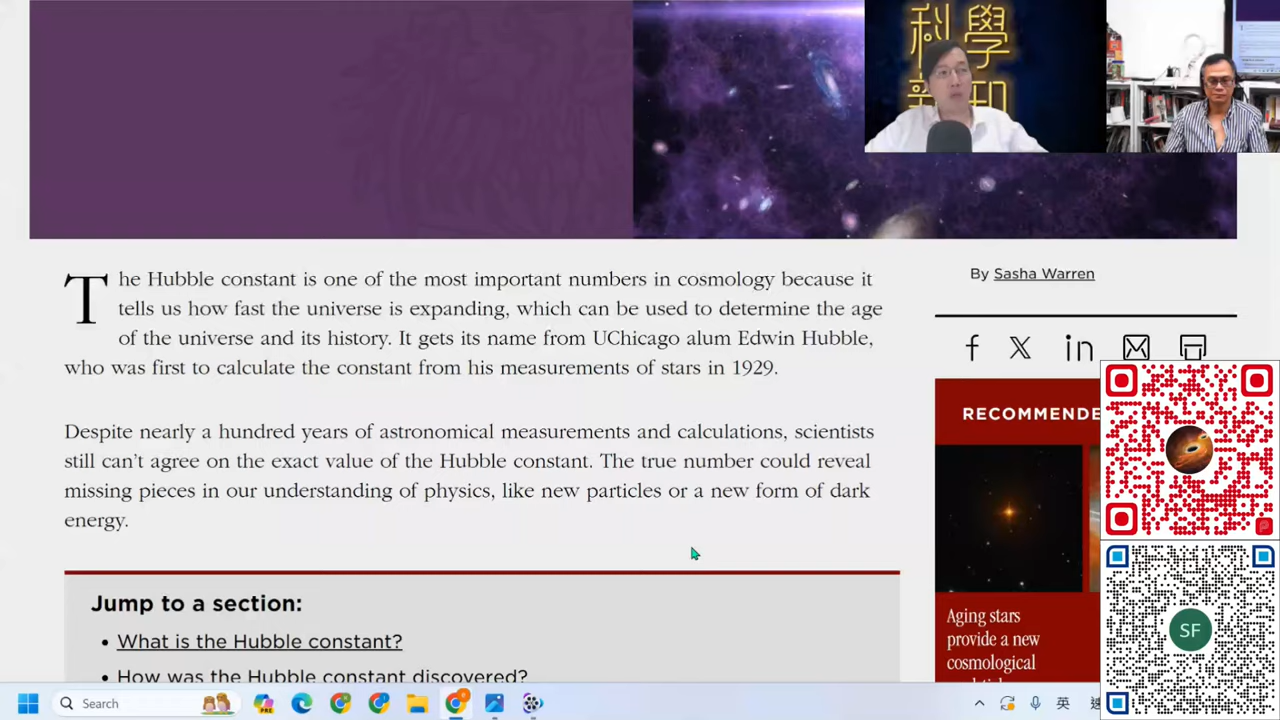 科學
新知
The Hubble constant is one of the most important numbers in cosmology because it
tells us how fast the universe is expanding, which can be used to determine the age
of the universe and its history. It gets its name from UChicago alum Edwin Hubble,
who was first to calculate the constant from his measurements of stars in 1929.
Despite nearly a hundred years of astronomical measurements and calculations, scientists
still can't agree on the exact value of the Hubble constant. The true number could reveal
missing pieces in our understanding of physics, like new particles or a new form of dark
energy.
Jump to a section:
• What is the Hubble constant?
• How was the Hubble constant discovered?
By Sasha Warren
RECOMMENDE
Aging stars
provide a new
cosmological
SF
Search
英